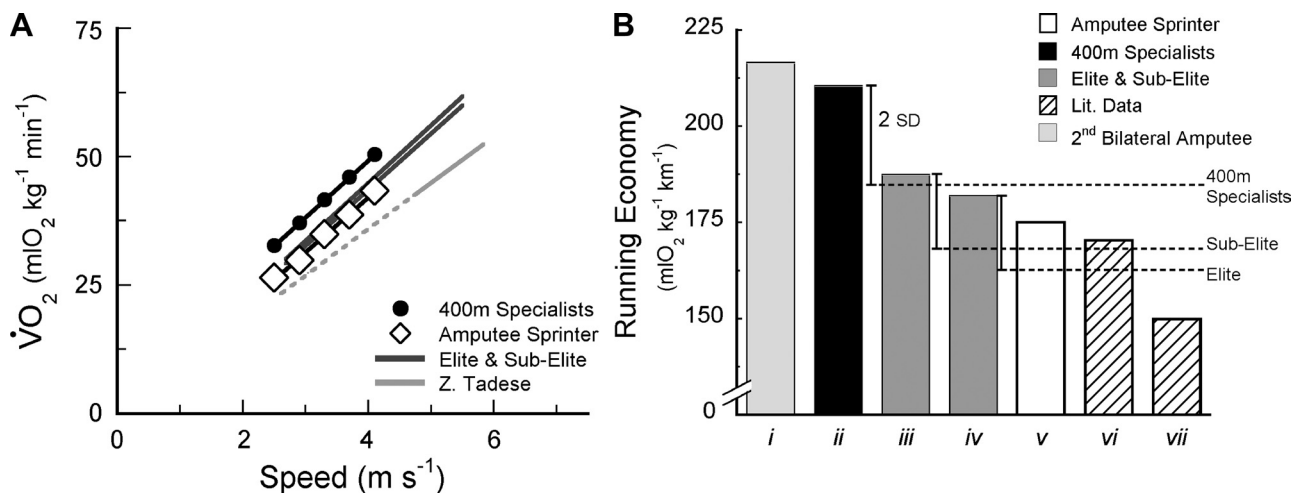 A
75
50
25
0
V̇O₂ (mlO₂ kg⁻¹ min⁻¹)
0
2
4
6
Speed (m s⁻¹)
400m Specialists
Amputee Sprinter
Elite & Sub-Elite
Z. Tadese
B
225
200
175
150
0
Running Economy
(mlO₂ kg⁻¹ km⁻¹)
Amputee Sprinter
400m Specialists
Elite & Sub-Elite
Lit. Data
2ⁿᵈ Bilateral Amputee
2 SD
400m
Specialists
Sub-Elite
Elite
i
ii
iii
iv
v
vi
vii